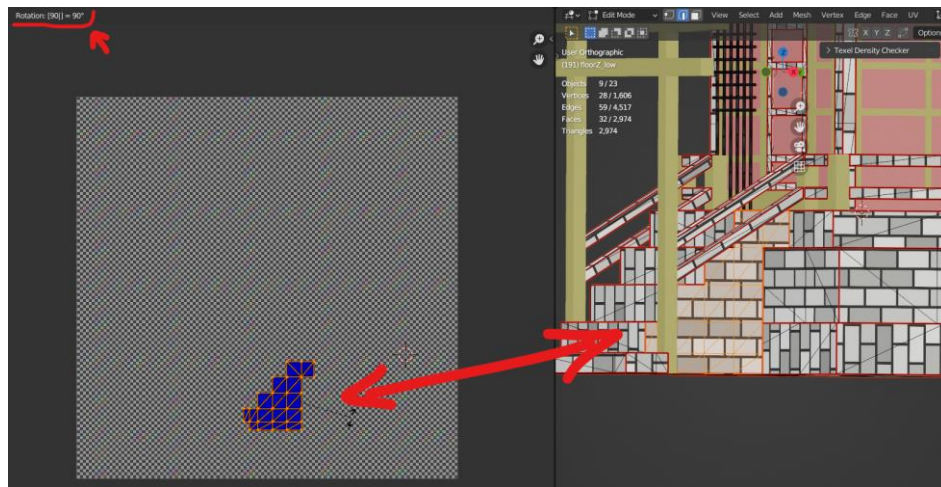 Rotation: [90|] = 90°
Edit Mode
View Select Add Mesh Vertex Edge Face UV
X Y Z
Option
User Orthographic
(191) floorZ_low
Objects 9/23
Vertices 28/1,606
Edges 59/4,517
Faces 32/2,974
Triangles 2,974
> Texel Density Checker
Z
X